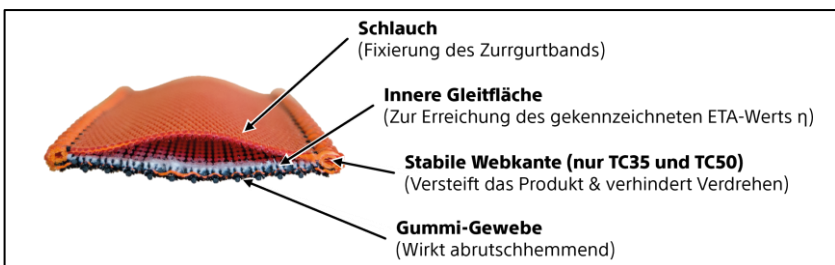 Schlauch
(Fixierung des Zurrgurtbands)
Innere Gleitfläche
(Zur Erreichung des gekennzeichneten ETA-Werts η)
Stabile Webkante (nur TC35 und TC50)
(Versteift das Produkt & verhindert Verdrehen)
Gummi-Gewebe
(Wirkt abrutschhemmend)